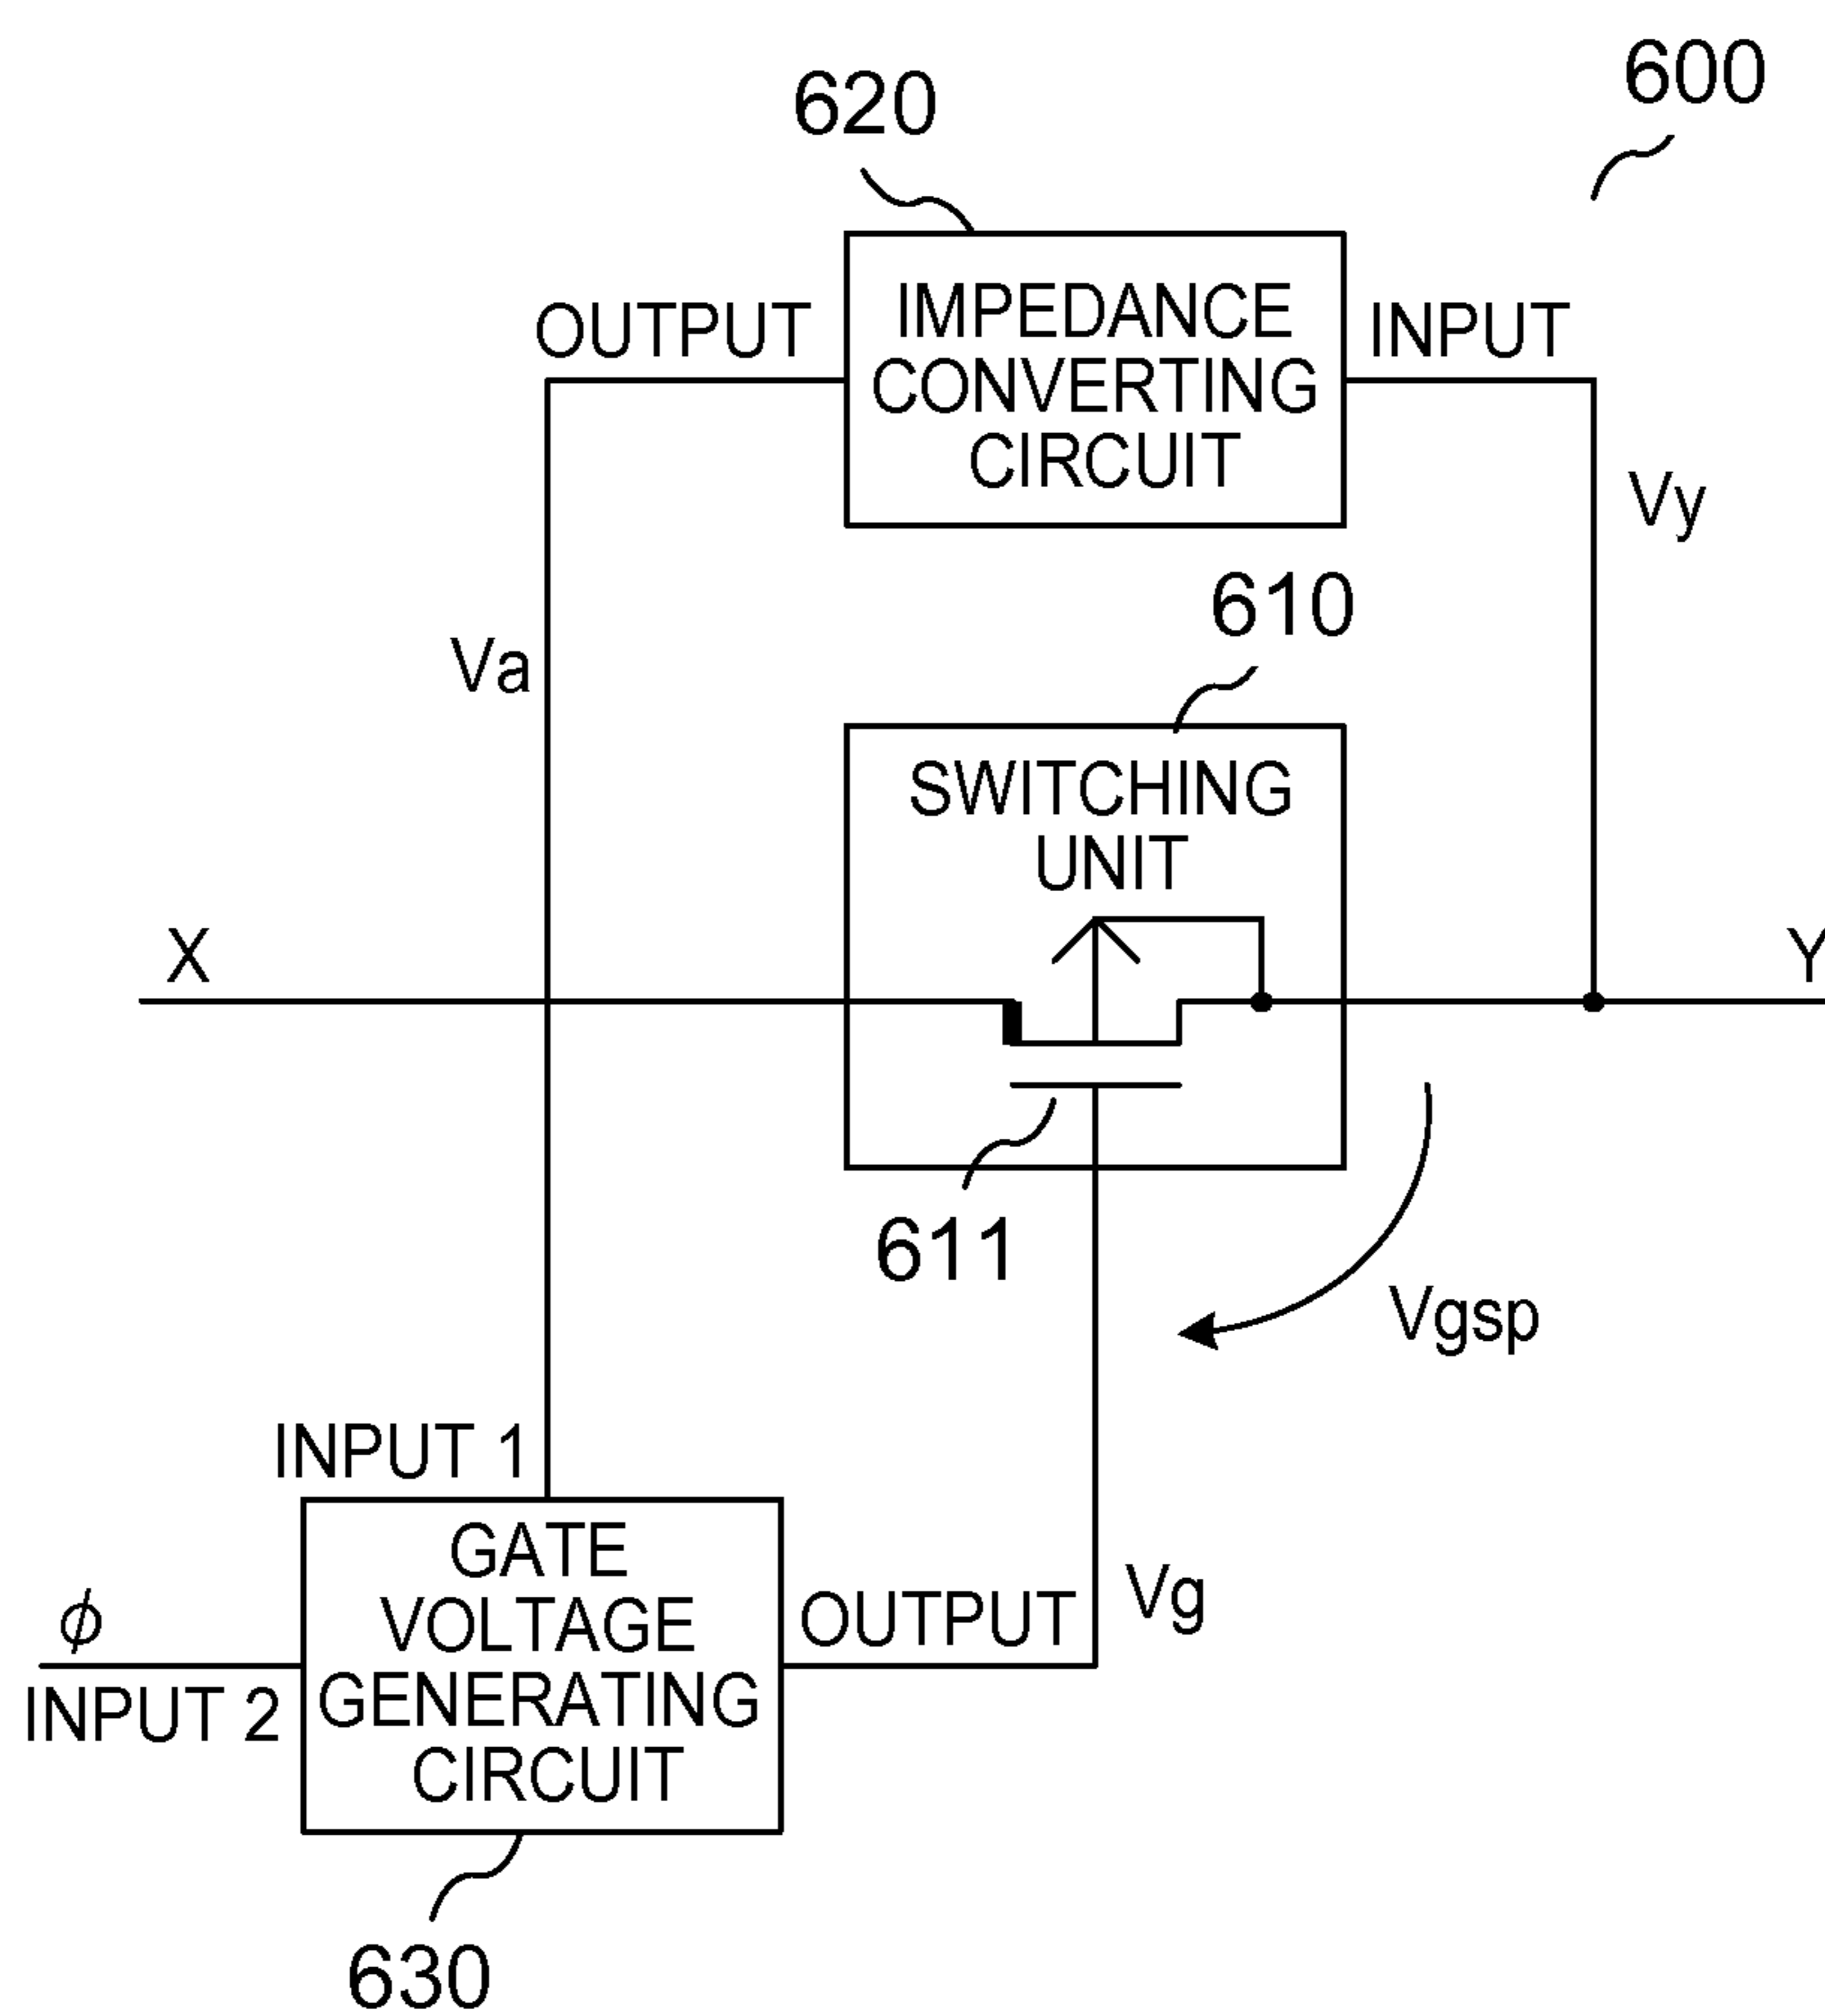 600
620
OUTPUT
IMPEDANCE
CONVERTING
CIRCUIT
INPUT
Vy
610
Va
SWITCHING
UNIT
X
Y
611
Vgsp
INPUT 1
GATE
VOLTAGE
GENERATING
CIRCUIT
ϕ
INPUT 2
OUTPUT
Vg
630